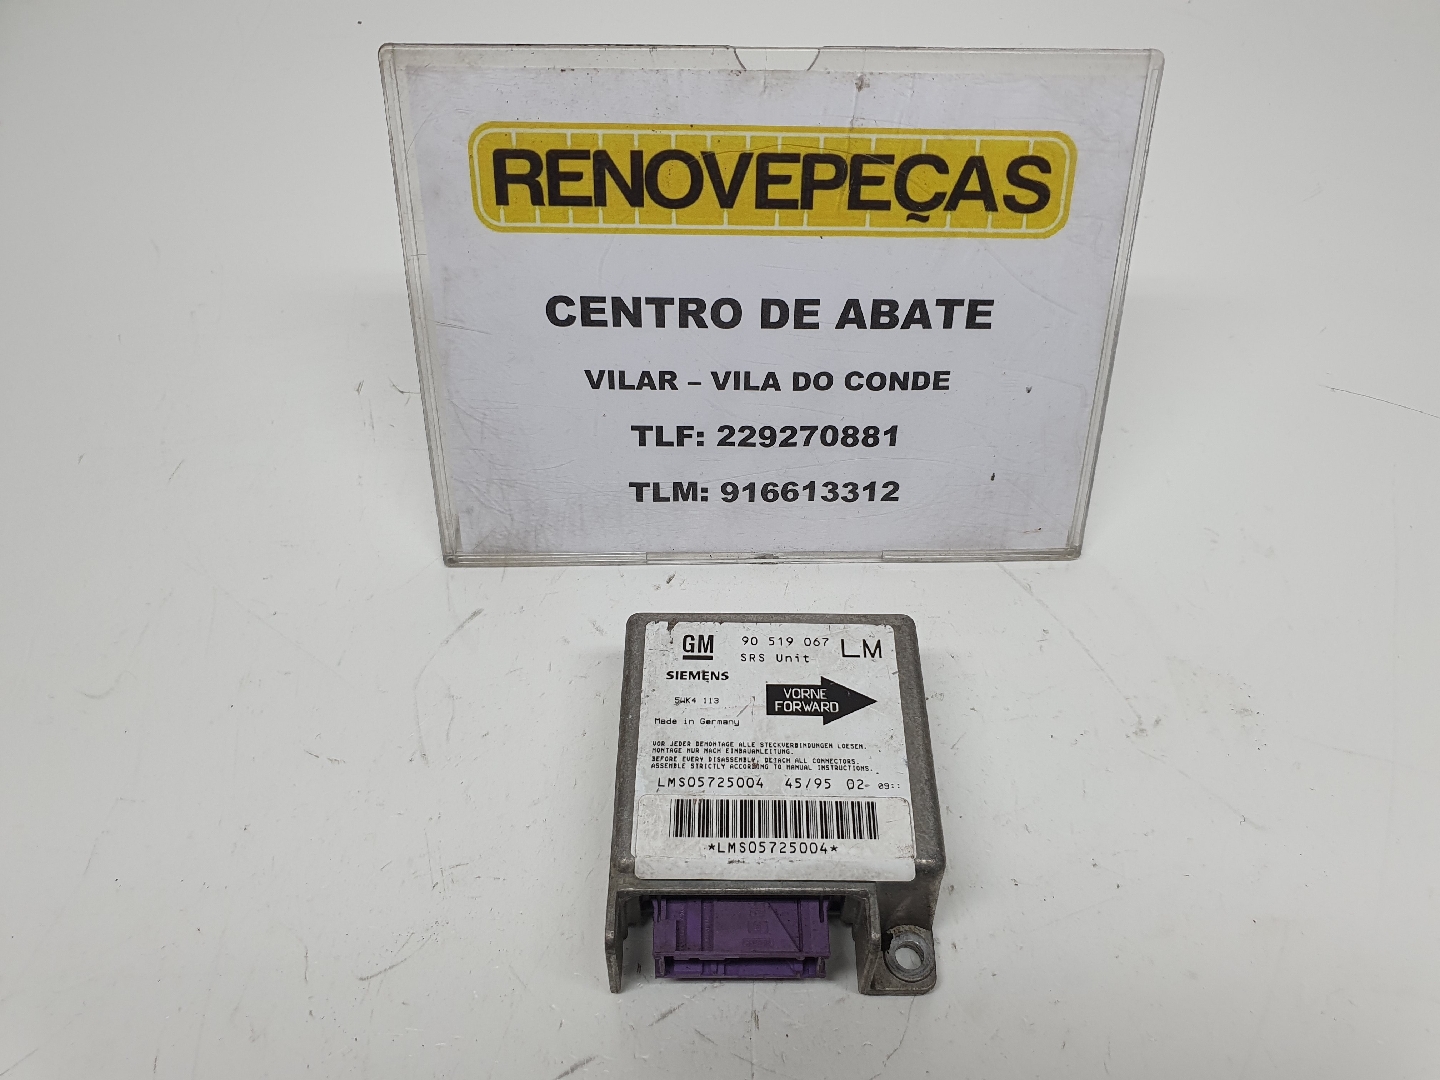 RENOVEPEÇAS
CENTRO DE ABATE
VILAR – VILA DO CONDE
TLF: 229270881
TLM: 916613312
GM 90 519 067 LM
SRS Unit
SIEMENS
5WK4 113
VORNE
FORWARD
Made in Germany
VOR JEDER DEMONTAGE ALLE STECKVERBINDUNGEN LOESEN.
MONTAGE NUR NACH EINBAUANLEITUNG.
BEFORE EVERY DISASSEMBLY, DETACH ALL CONNECTORS.
ASSEMBLE STRICTLY ACCORDING TO MANUAL INSTRUCTIONS.
LMS05725004 45/95 02- 09::
*LMS05725004*